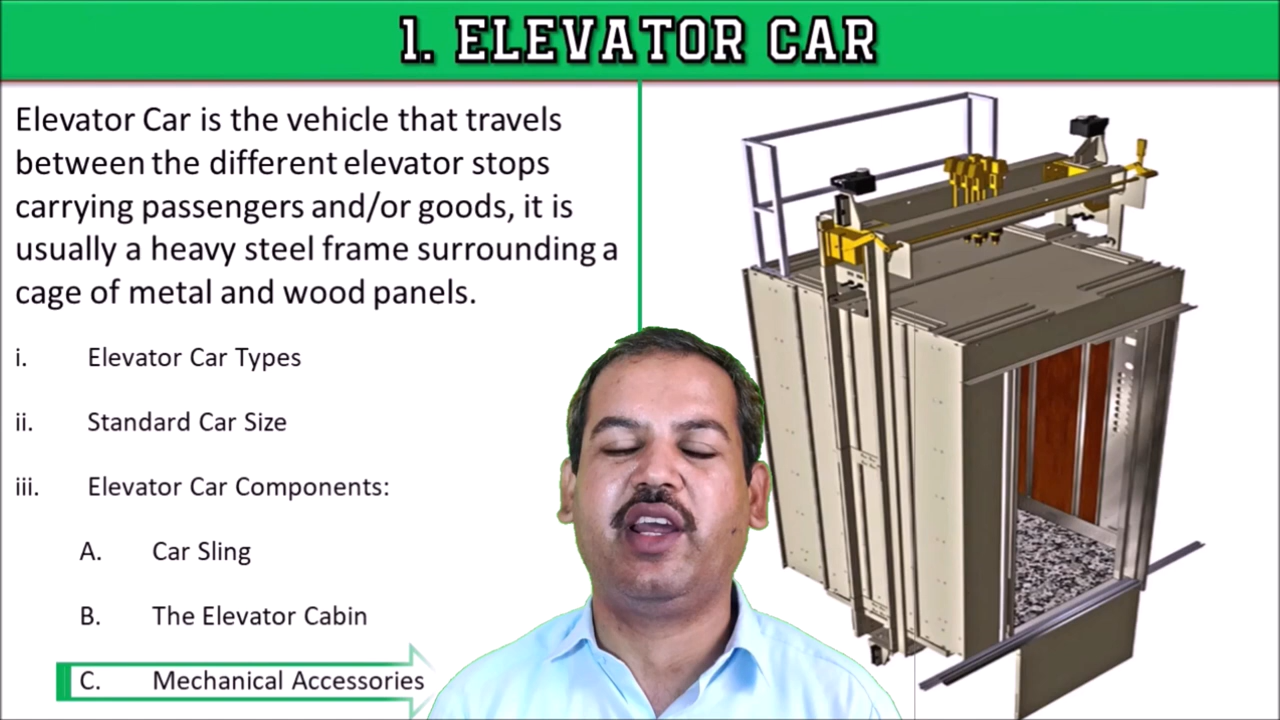 1. ELEVATOR CAR
Elevator Car is the vehicle that travels
between the different elevator stops
carrying passengers and/or goods, it is
usually a heavy steel frame surrounding a
cage of metal and wood panels.
i. Elevator Car Types
ii. Standard Car Size
iii. Elevator Car Components:
A. Car Sling
B. The Elevator Cabin
C. Mechanical Accessories